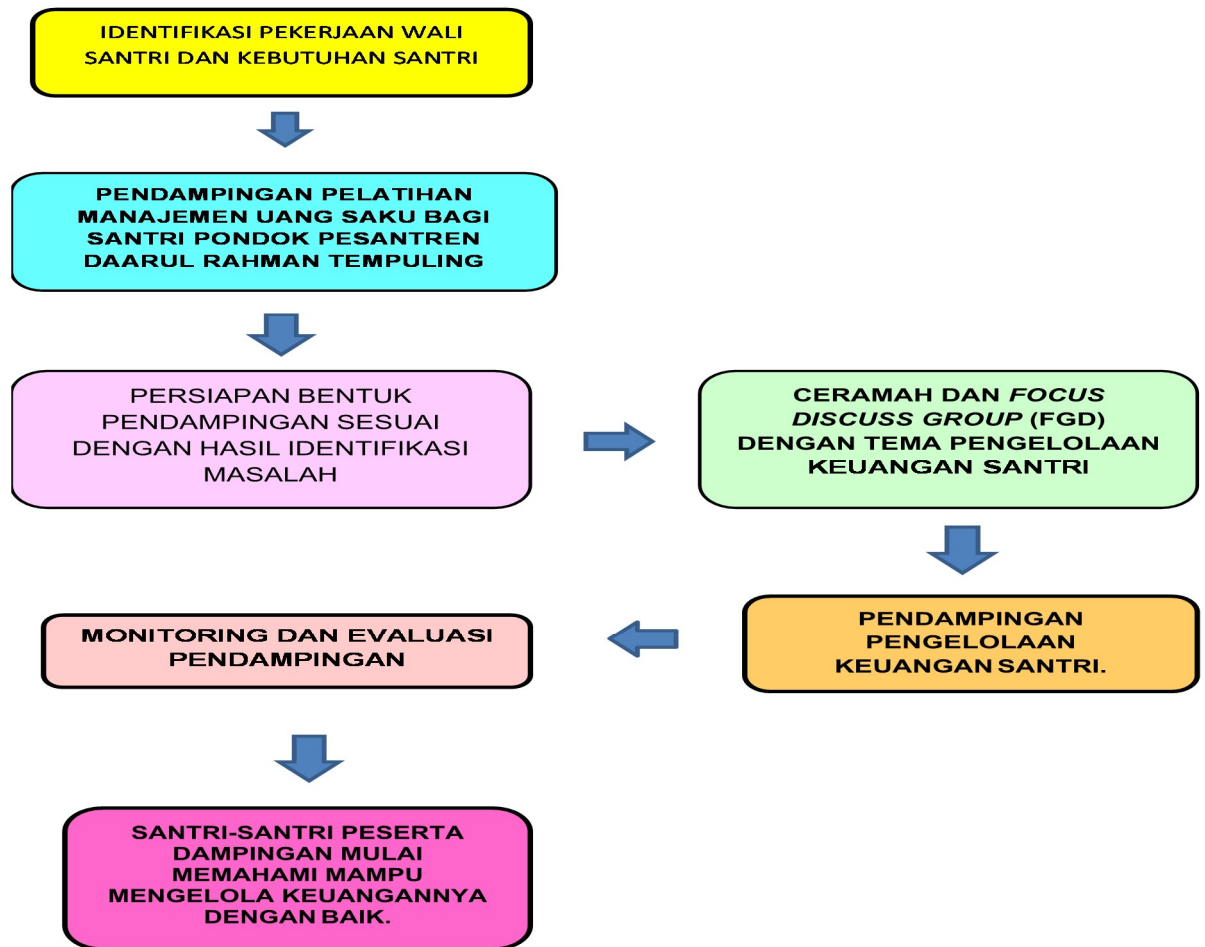 IDENTIFIKASI PEKERJAAN WALI
SANTRI DAN KEBUTUHAN SANTRI
PENDAMPINGAN PELATIHAN
MANAJEMEN UANG SAKU BAGI
SANTRI PONDOK PESANTREN
DAARUL RAHMAN TEMPULING
PERSIAPAN BENTUK
PENDAMPINGAN SESUAI
DENGAN HASIL IDENTIFIKASI
MASALAH
CERAMAH DAN FOCUS
DISCUSS GROUP (FGD)
DENGAN TEMA PENGELOLAAN
KEUANGAN SANTRI
PENDAMPINGAN
PENGELOLAAN
KEUANGAN SANTRI.
MONITORING DAN EVALUASI
PENDAMPINGAN
SANTRI-SANTRI PESERTA
DAMPINGAN MULAI
MEMAHAMI MAMPU
MENGELOLA KEUANGANNYA
DENGAN BAIK.